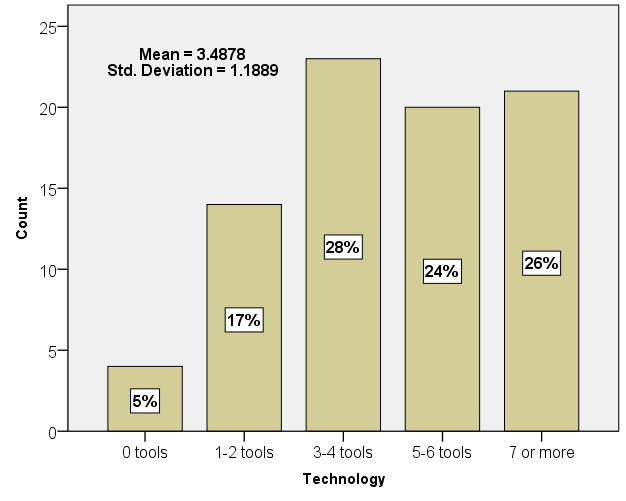 Mean = 3.4878
Std. Deviation = 1.1889
25
20
15
10
5
0
Count
28%
24%
26%
17%
5%
0 tools
1-2 tools
3-4 tools
5-6 tools
7 or more
Technology